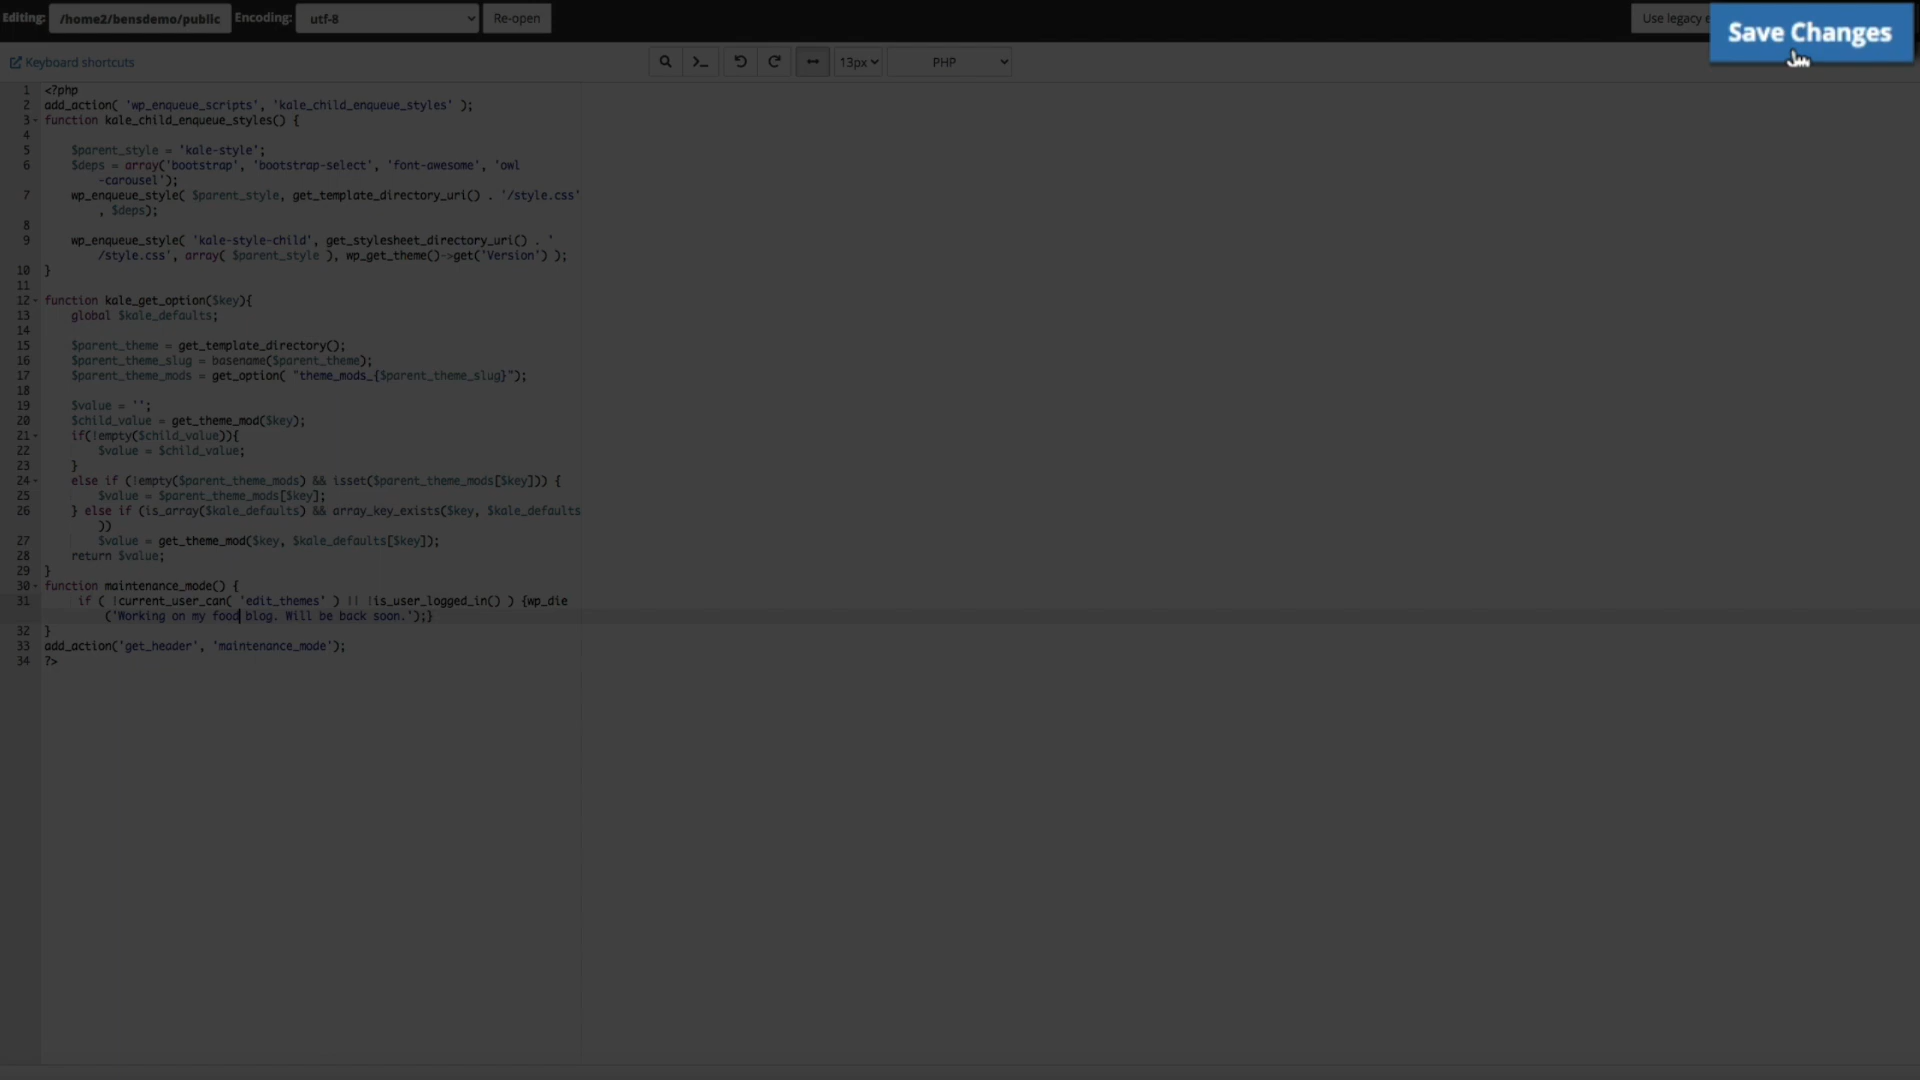 Editing: /home2/bensdemo/public Encoding: utf-8 Re-open Use legacy e Save Changes
Keyboard shortcuts 13px PHP
1 <?php
2 add_action( 'wp_enqueue_scripts', 'kale_child_enqueue_styles' );
3 function kale_child_enqueue_styles() {
4
5 $parent_style = 'kale-style';
6 $deps = array('bootstrap', 'bootstrap-select', 'font-awesome', 'owl
-carousel');
7 wp_enqueue_style( $parent_style, get_template_directory_uri() . '/style.css'
, $deps);
8
9 wp_enqueue_style( 'kale-style-child', get_stylesheet_directory_uri() . '
/style.css', array( $parent_style ), wp_get_theme()->get('Version') );
10 }
11
12 function kale_get_option($key){
13 global $kale_defaults;
14
15 $parent_theme = get_template_directory();
16 $parent_theme_slug = basename($parent_theme);
17 $parent_theme_mods = get_option( "theme_mods_{$parent_theme_slug}");
18
19 $value = '';
20 $child_value = get_theme_mod($key);
21 if(!empty($child_value)){
22 $value = $child_value;
23 }
24 else if (!empty($parent_theme_mods) && isset($parent_theme_mods[$key])) {
25 $value = $parent_theme_mods[$key];
26 } else if (is_array($kale_defaults) && array_key_exists($key, $kale_defaults
))
27 $value = get_theme_mod($key, $kale_defaults[$key]);
28 return $value;
29 }
30 function maintenance_mode() {
31 if ( !current_user_can( 'edit_themes' ) || !is_user_logged_in() ) {wp_die
('Working on my food blog. Will be back soon.');}
32 }
33 add_action('get_header', 'maintenance_mode');
34 ?>